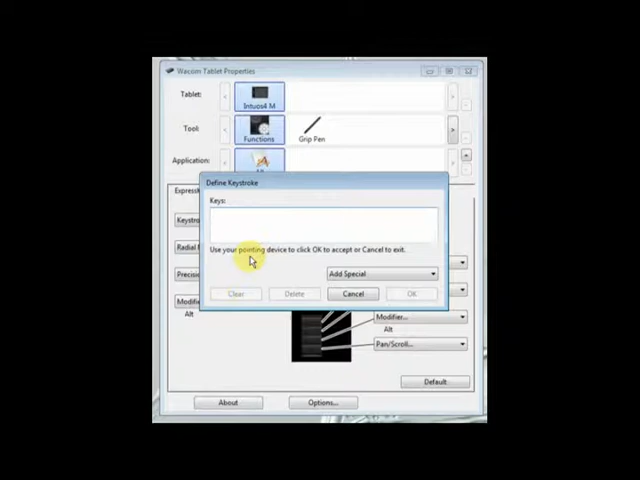 Wacom Tablet Properties
Tablet:
Intuos4 M
Tool:
Functions
Grip Pen
Application:
All
Define Keystroke
Keys:
Use your pointing device to click OK to accept or Cancel to exit.
Add Special
Clear
Delete
Cancel
OK
Alt
Modifier...
Alt
Pan/Scroll...
Default
About
Options...